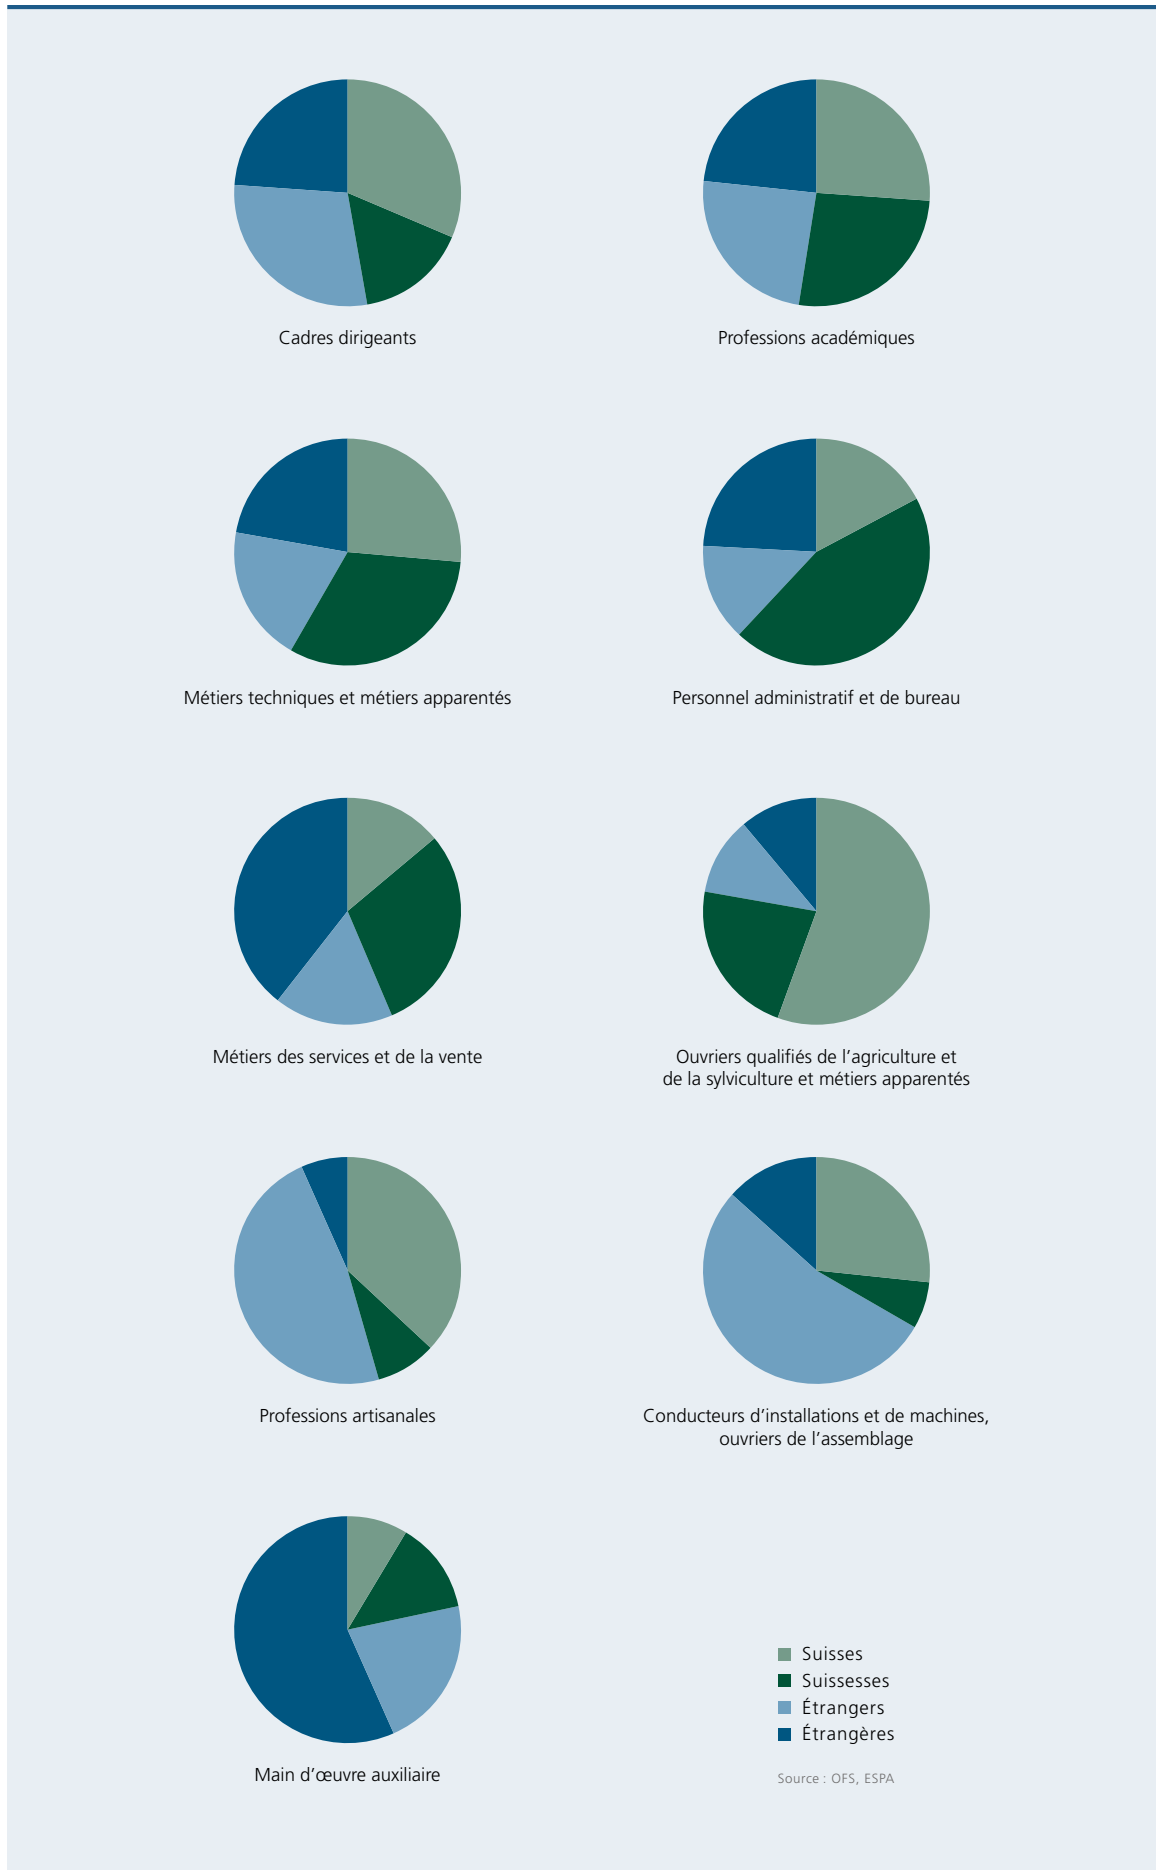 Cadres dirigeants
Professions académiques
Métiers techniques et métiers apparentés
Personnel administratif et de bureau
Métiers des services et de la vente
Ouvriers qualifiés de l’agriculture et
de la sylviculture et métiers apparentés
Professions artisanales
Conducteurs d’installations et de machines,
ouvriers de l’assemblage
Main d’œuvre auxiliaire
Suisses
Suissesses
Étrangers
Étrangères
Source : OFS, ESPA